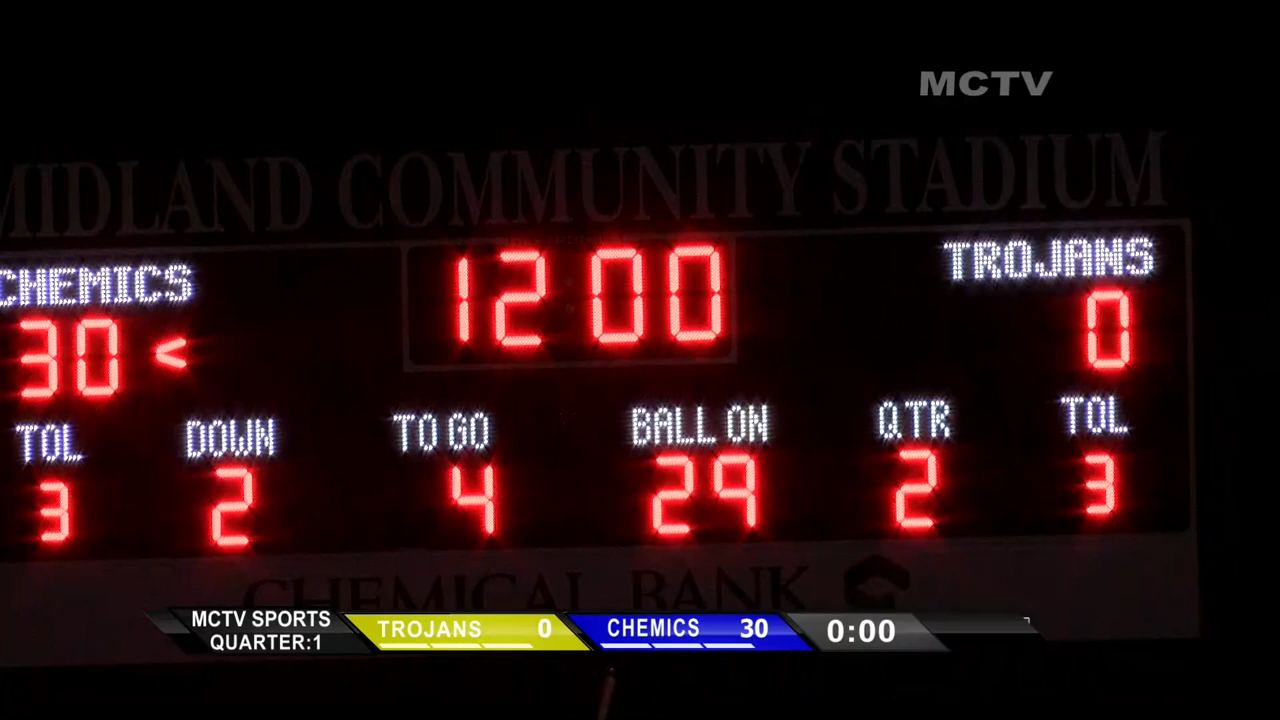 MCTV
MIDLAND COMMUNITY STADIUM
CHEMICS 12 00 TROJANS
30 < 0
TOL DOWN TO GO BALL ON QTR TOL
3 2 4 29 2 3
CHEMICAL BANK
MCTV SPORTS TROJANS 0 CHEMICS 30 0:00
QUARTER:1